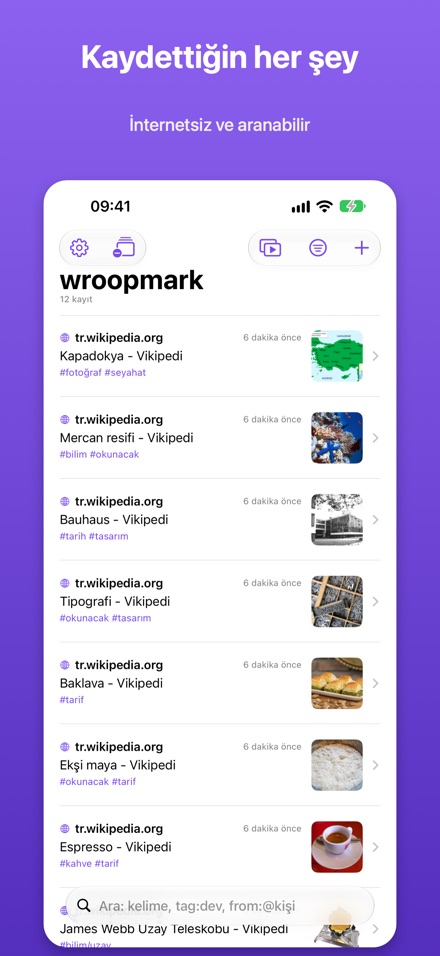 Kaydettiğin her şey
İnternetsiz ve aranabilir
09:41
wroopmark
12 kayıt
tr.wikipedia.org
6 dakika önce
Kapadokya - Vikipedi
#fotoğraf #seyahat
tr.wikipedia.org
6 dakika önce
Mercan resifi - Vikipedi
#bilim #okunacak
tr.wikipedia.org
6 dakika önce
Bauhaus - Vikipedi
#tarih #tasarım
tr.wikipedia.org
6 dakika önce
Tipografi - Vikipedi
#okunacak #tasarım
tr.wikipedia.org
6 dakika önce
Baklava - Vikipedi
#tarif
tr.wikipedia.org
6 dakika önce
Ekşi maya - Vikipedi
#okunacak #tarif
tr.wikipedia.org
6 dakika önce
Espresso - Vikipedi
#kahve #tarif
Ara: kelime, tag:dev, from:@kişi
James Webb Uzay Teleskobu - Vikipedi
#bilim/uzay